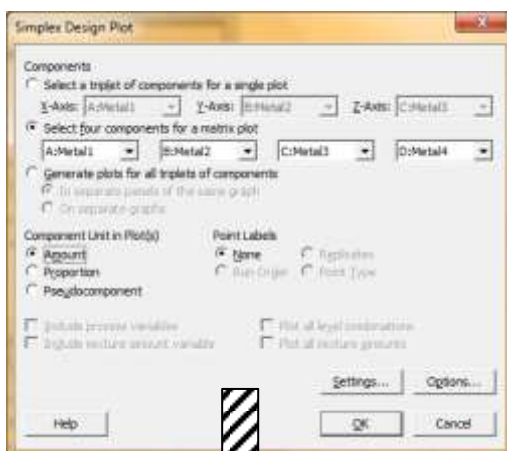 Simplex Design Plot
Components
Select a triplet of components for a single plot
X-Axis: A:Metal1 Y-Axis: B:Metal2 Z-Axis: C:Metal3
Select four components for a matrix plot
A:Metal1 B:Metal2 C:Metal3 D:Metal4
Generate plots for all triplets of components
In separate panels of the same graph
On separate graphs
Component Unit in Plot(s) Point Labels
Amount None Replicates
Proportion Run Order Point Type
Pseudocomponent
Include process variables Plot all level combinations
Include mixture amount variable Plot all mixture amounts
Settings... Options...
Help OK Cancel